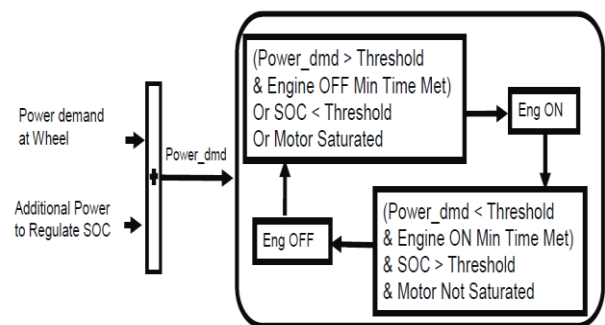 Power demand
at Wheel
Additional Power
to Regulate SOC
+
Power_dmd
(Power_dmd > Threshold
& Engine OFF Min Time Met)
Or SOC < Threshold
Or Motor Saturated
Eng ON
(Power_dmd < Threshold
& Engine ON Min Time Met)
& SOC > Threshold
& Motor Not Saturated
Eng OFF